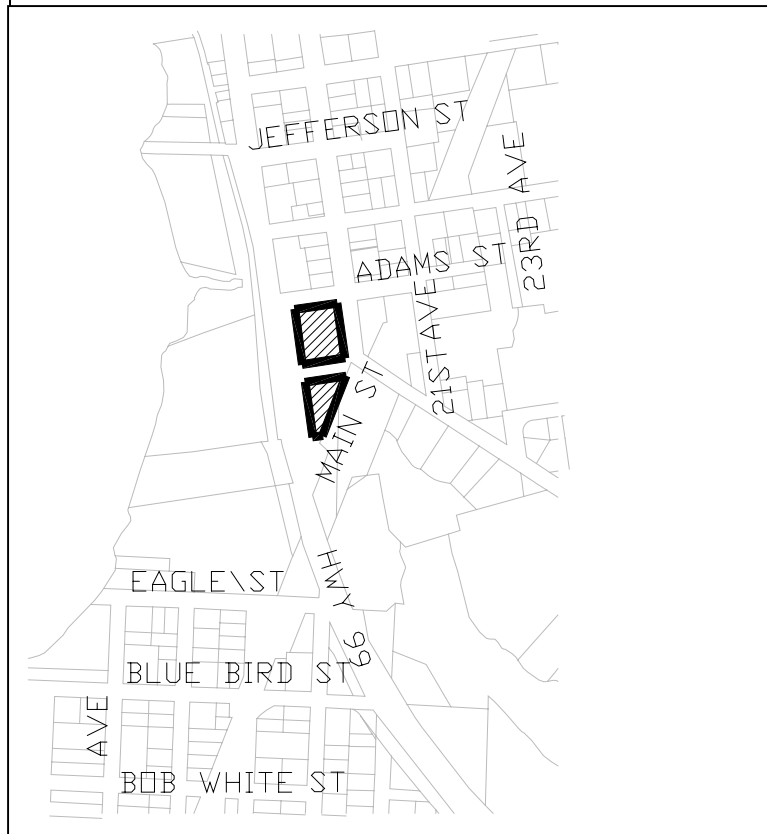 JEFFERSON ST
23RD AVE
ADAMS ST
21ST AVE
MAIN ST
HWY 99
EAGLE\ST
BLUE BIRD ST
AVE
BOB WHITE ST